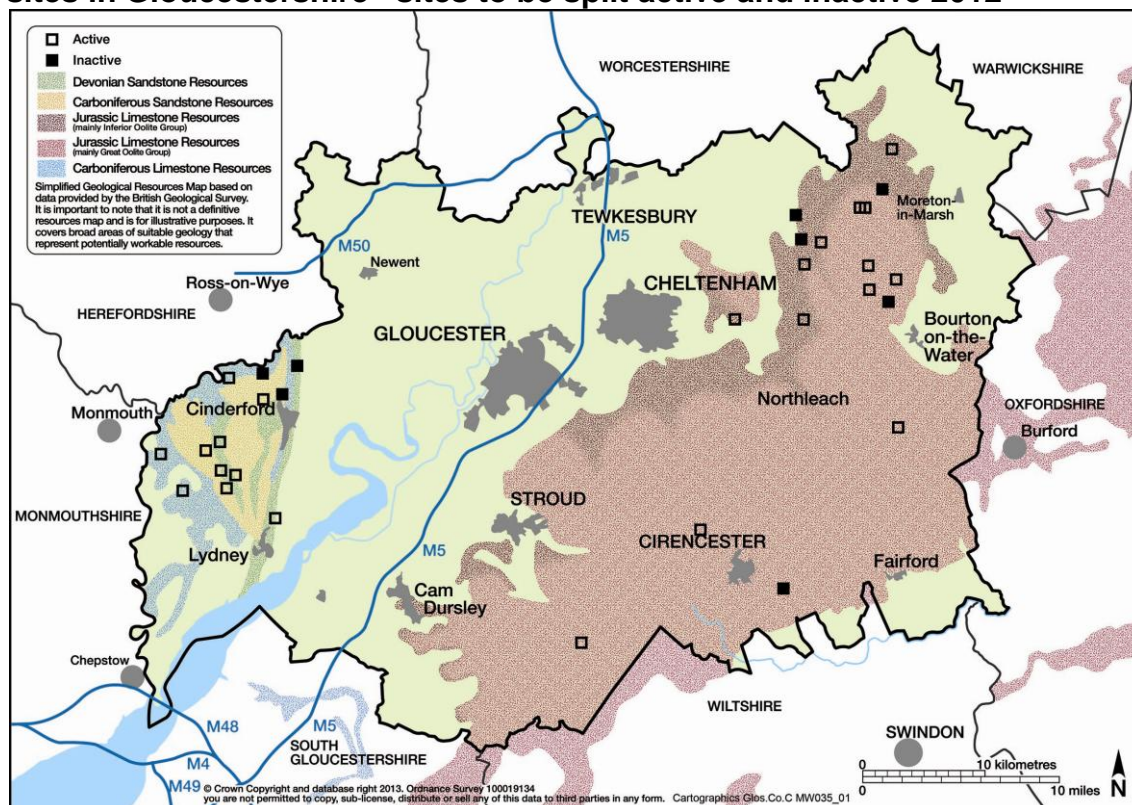 sites in Gloucestershire - sites to be split active and inactive 2012
Active
Inactive
Devonian Sandstone Resources
Carboniferous Sandstone Resources
Jurassic Limestone Resources
(mainly Inferior Oolite Group)
Jurassic Limestone Resources
(mainly Great Oolite Group)
Carboniferous Limestone Resources
Simplified Geological Resources Map based on
data provided by the British Geological Survey.
It is important to note that it is not a definitive
resources map and is for illustrative purposes. It
covers broad areas of suitable geology that
represent potentially workable resources.
WORCESTERSHIRE
WARWICKSHIRE
TEWKESBURY
Moreton-
in-Marsh
M50
M5
Newent
Ross-on-Wye
HEREFORDSHIRE
CHELTENHAM
GLOUCESTER
Bourton
on-the-
Water
Northleach
OXFORDSHIRE
Burford
Monmouth
Cinderford
MONMOUTHSHIRE
STROUD
M5
CIRENCESTER
Lydney
Fairford
Cam
Dursley
Chepstow
WILTSHIRE
M48
M5
M4
SOUTH
GLOUCESTERSHIRE
M49
SWINDON
0 10 kilometres
0 10 miles
N
© Crown Copyright and database right 2013. Ordnance Survey 100019134
you are not permitted to copy, sub-license, distribute or sell any of this data to third parties in any form. Cartographics Glos.Co.C MW035_01